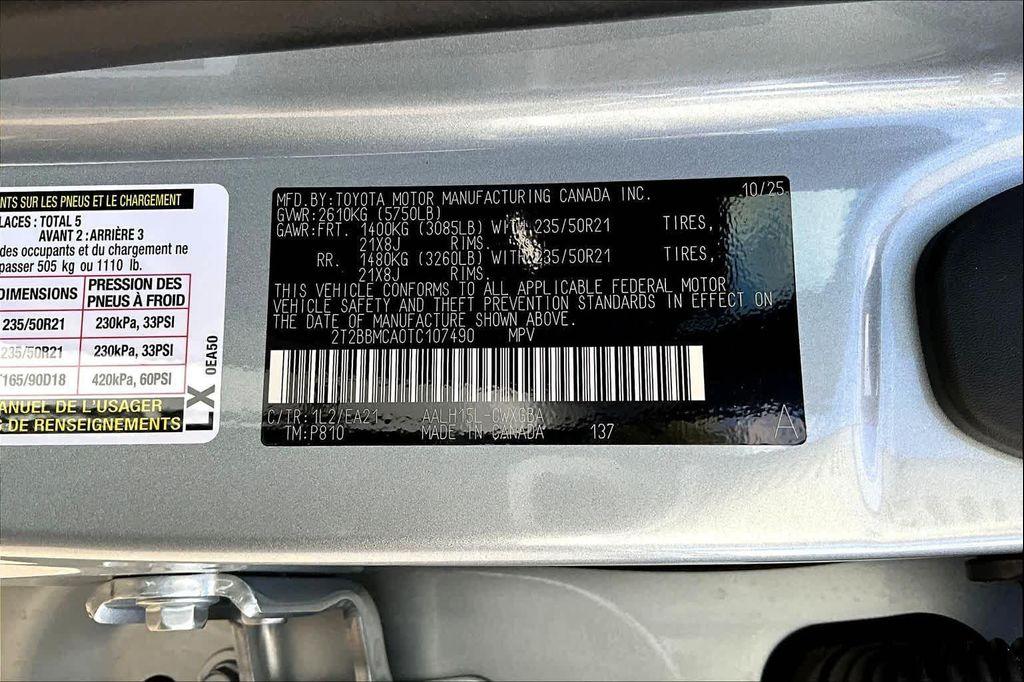 NTS SUR LES PNEUS ET LE CHARGEMENT
LACES : TOTAL 5
AVANT 2 : ARRIÈRE 3
des occupants et du chargement ne
passer 505 kg ou 1110 lb.
DIMENSIONS PRESSION DES PNEUS À FROID
235/50R21 230kPa, 33PSI
235/50R21 230kPa, 33PSI
T165/90D18 420kPa, 60PSI
ANUEL DE L'USAGER
S DE RENSEIGNEMENTS
X 0EA50
MFD.BY:TOYOTA MOTOR MANUFACTURING CANADA INC. 10/25
GVWR:2610KG (5750LB)
GAWR:FRT. 1400KG (3085LB) WITH 235/50R21 TIRES,
21X8J RIMS.
RR. 1480KG (3260LB) WITH 235/50R21 TIRES,
21X8J RIMS.
THIS VEHICLE CONFORMS TO ALL APPLICABLE FEDERAL MOTOR
VEHICLE SAFETY AND THEFT PREVENTION STANDARDS IN EFFECT ON
THE DATE OF MANUFACTURE SHOWN ABOVE.
2T2BBMCA0TC107490 MPV
C/TR:1L2/EA21 AALH15L-CWXGBA
TM:P810 MADE IN CANADA 137 A